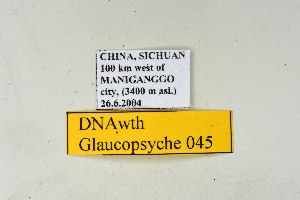 CHINA, SICHUAN
100 km west of
MANIGANGGO
city, (3400 m asl.)
26.6.2004
DNAwth
Glaucopsyche 045